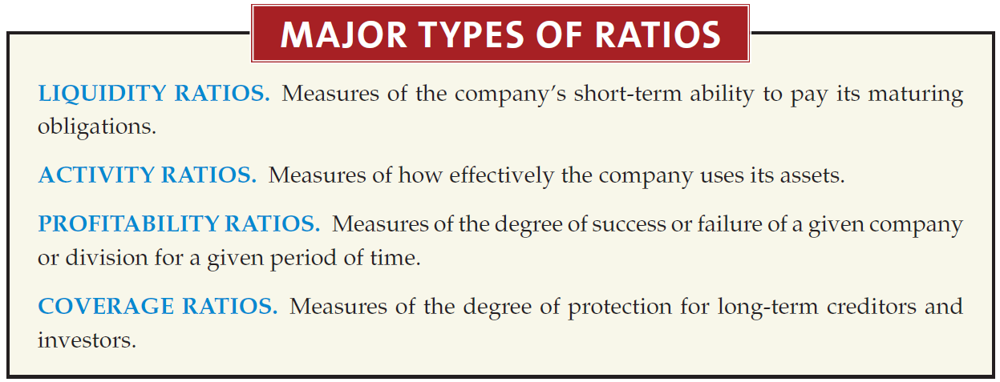 MAJOR TYPES OF RATIOS
LIQUIDITY RATIOS. Measures of the company’s short-term ability to pay its maturing
obligations.
ACTIVITY RATIOS. Measures of how effectively the company uses its assets.
PROFITABILITY RATIOS. Measures of the degree of success or failure of a given company
or division for a given period of time.
COVERAGE RATIOS. Measures of the degree of protection for long-term creditors and
investors.